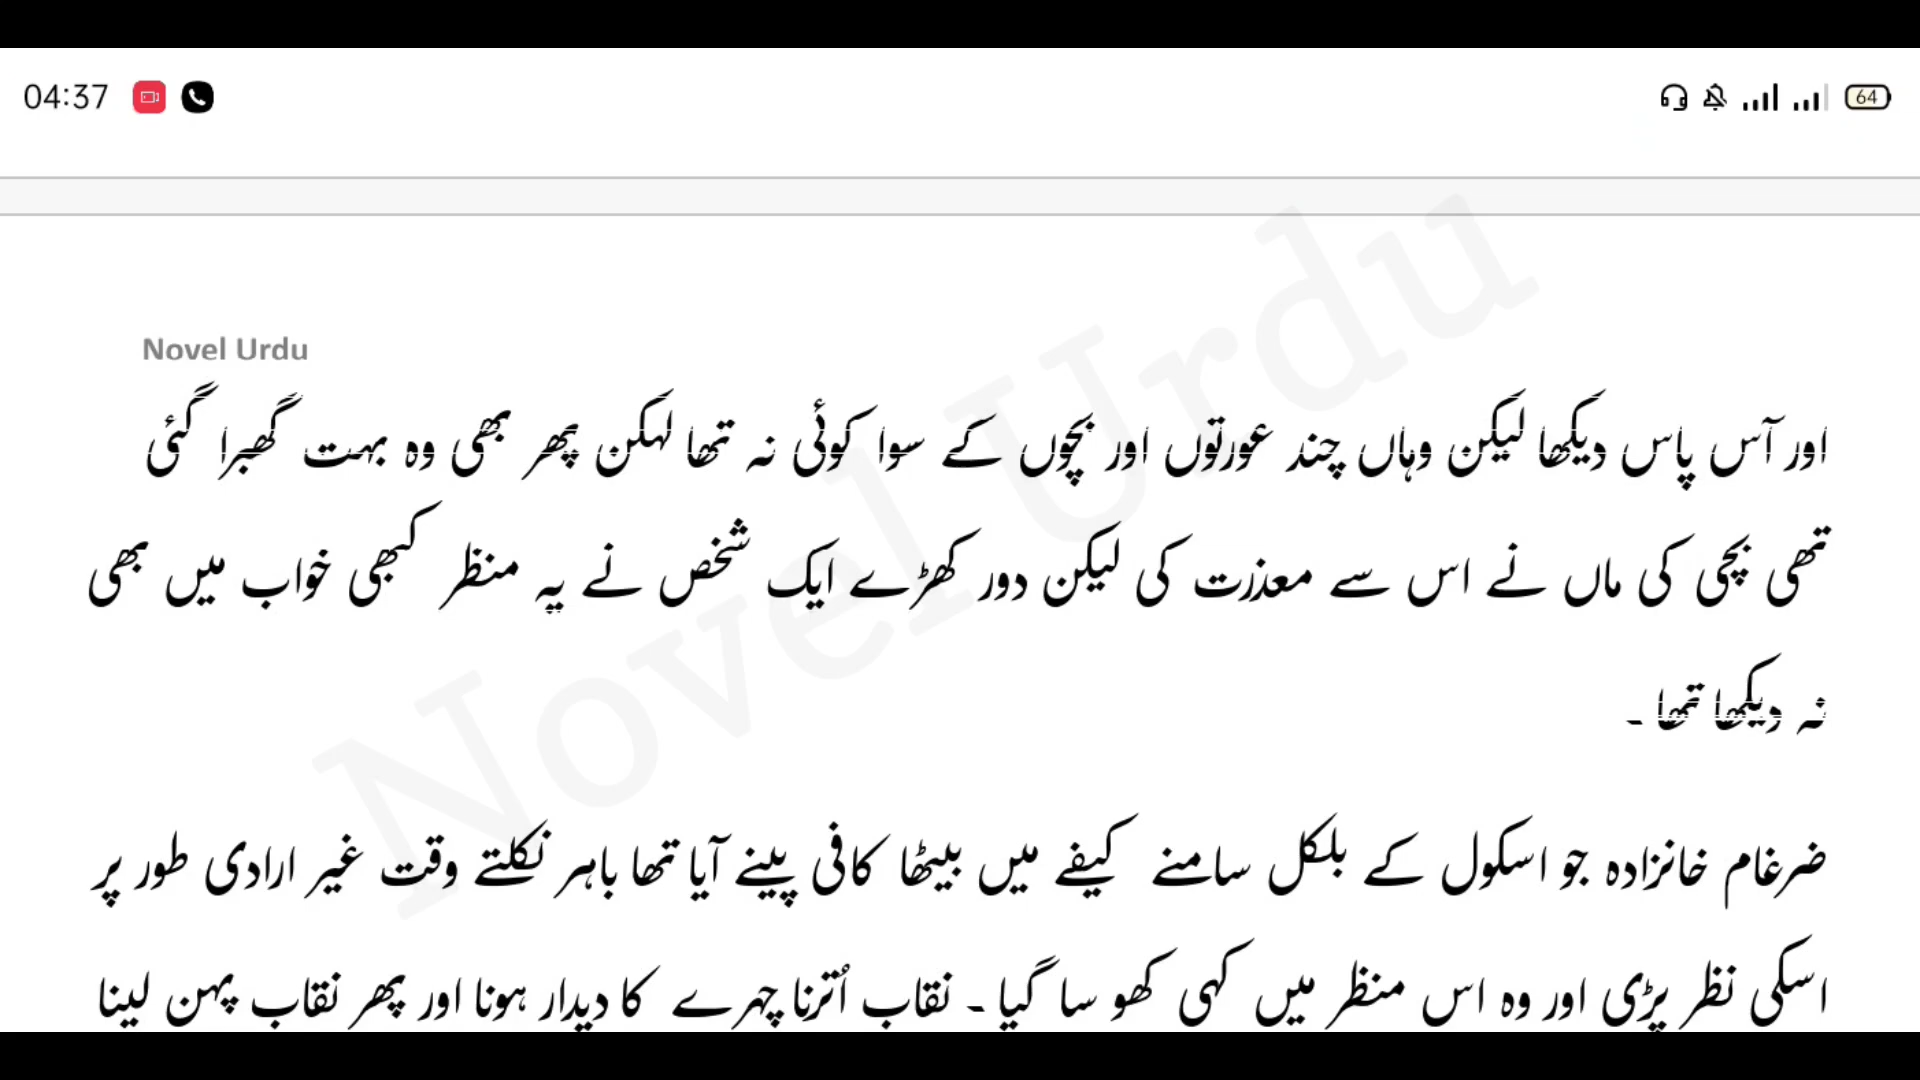 04:37
64
Novel Urdu
اور آس پاس دیکھا لیکن وہاں چند عورتوں اور بچوں کے سوا کوئی نہ تھا لہکن پھر بھی وہ بہت گھبرا گئی
تھی بچی کی ماں نے اس سے معذرت کی لیکن دور کھڑے ایک شخص نے یہ منظر کبھی خواب میں بھی
نہ دیکھا تھا ۔
ضرغام خانزادہ جو اسکول کے بلکل سامنے کیفے میں بیٹھا کافی پینے آیا تھا باہر نکلتے وقت غیر ارادی طور پر
اسکی نظر پڑی اور وہ اس منظر میں کہی کھو سا گیا ۔ نقاب اُترنا چہرے کا دیدار ہونا اور پھر نقاب پہن لینا
Novel Urdu